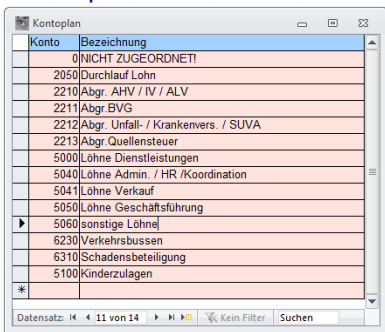 Kontoplan
Konto Bezeichnung
0 NICHT ZUGEORDNET!
2050 Durchlauf Lohn
2210 Abgr. AHV / IV / ALV
2211 Abgr.BVG
2212 Abgr. Unfall- / Krankenvers. / SUVA
2213 Abgr.Quellensteuer
5000 Löhne Dienstleistungen
5040 Löhne Admin. / HR /Koordination
5041 Löhne Verkauf
5050 Löhne Geschäftsführung
5060 sonstige Löhne
6230 Verkehrsbussen
6310 Schadensbeteiligung
5100 Kinderzulagen
Datensatz: 11 von 14 Kein Filter Suchen